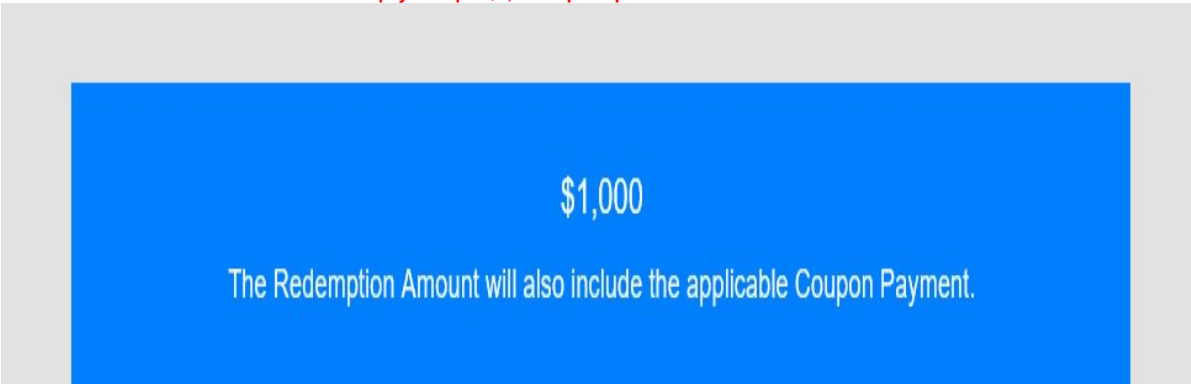 $1,000
The Redemption Amount will also include the applicable Coupon Payment.